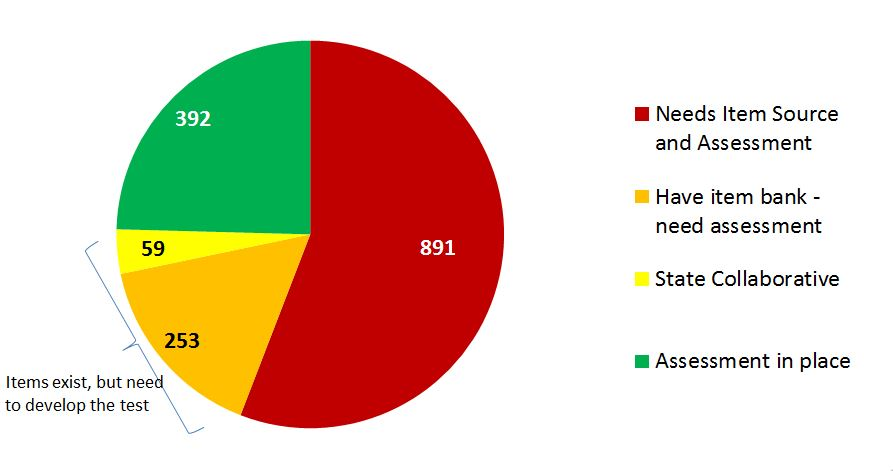 392
59
891
253
Items exist, but need
to develop the test
Needs Item Source
and Assessment
Have item bank -
need assessment
State Collaborative
Assessment in place